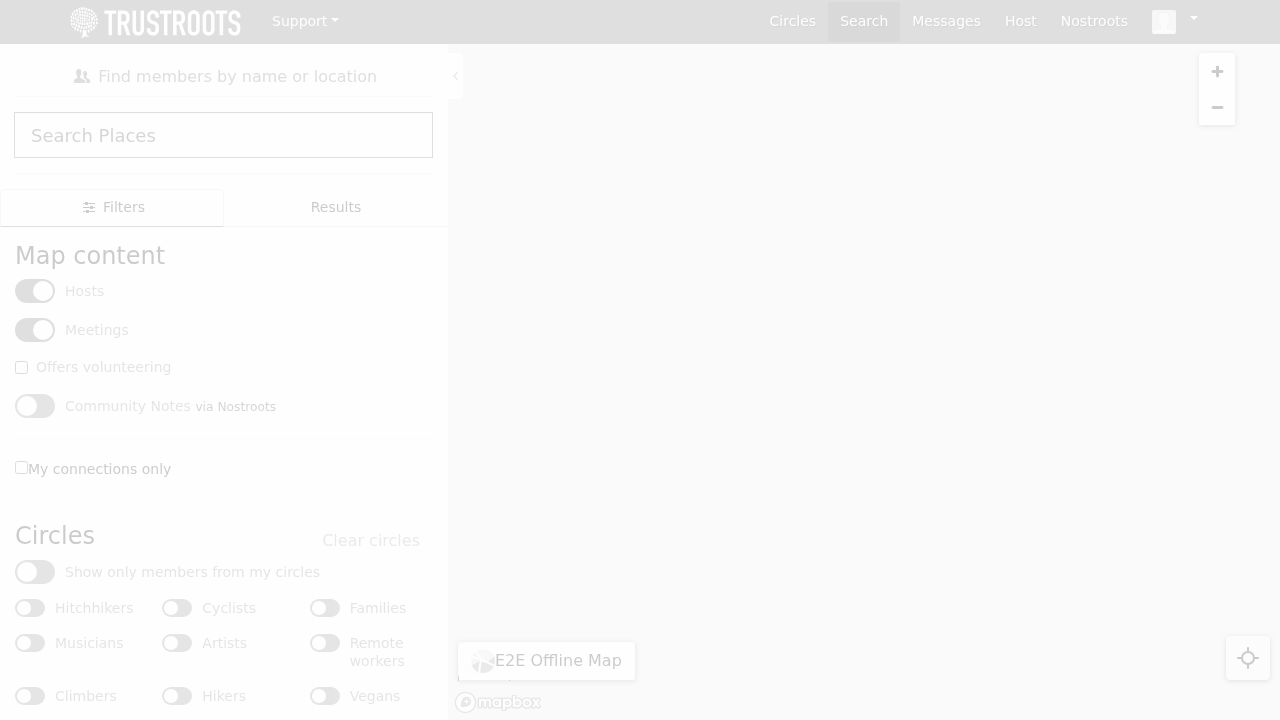 TRUSTROOTS
Support
Circles
Search
Messages
Host
Nostroots
Find members by name or location
Search Places
Filters
Results
Map content
Hosts
Meetings
Offers volunteering
Community Notes via Nostroots
My connections only
Circles
Clear circles
Show only members from my circles
Hitchhikers
Cyclists
Families
Musicians
Artists
Remote
workers
Climbers
Hikers
Vegans
E2E Offline Map
mapbox